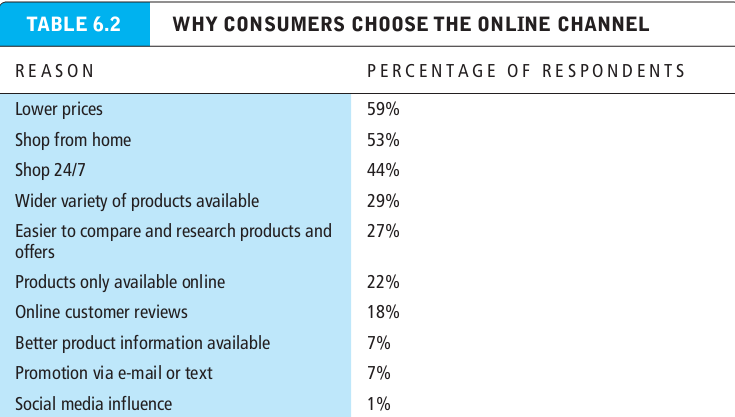 TABLE 6.2 WHY CONSUMERS CHOOSE THE ONLINE CHANNEL
REASON PERCENTAGE OF RESPONDENTS
Lower prices 59%
Shop from home 53%
Shop 24/7 44%
Wider variety of products available 29%
Easier to compare and research products and 27%
offers
Products only available online 22%
Online customer reviews 18%
Better product information available 7%
Promotion via e-mail or text 7%
Social media influence 1%